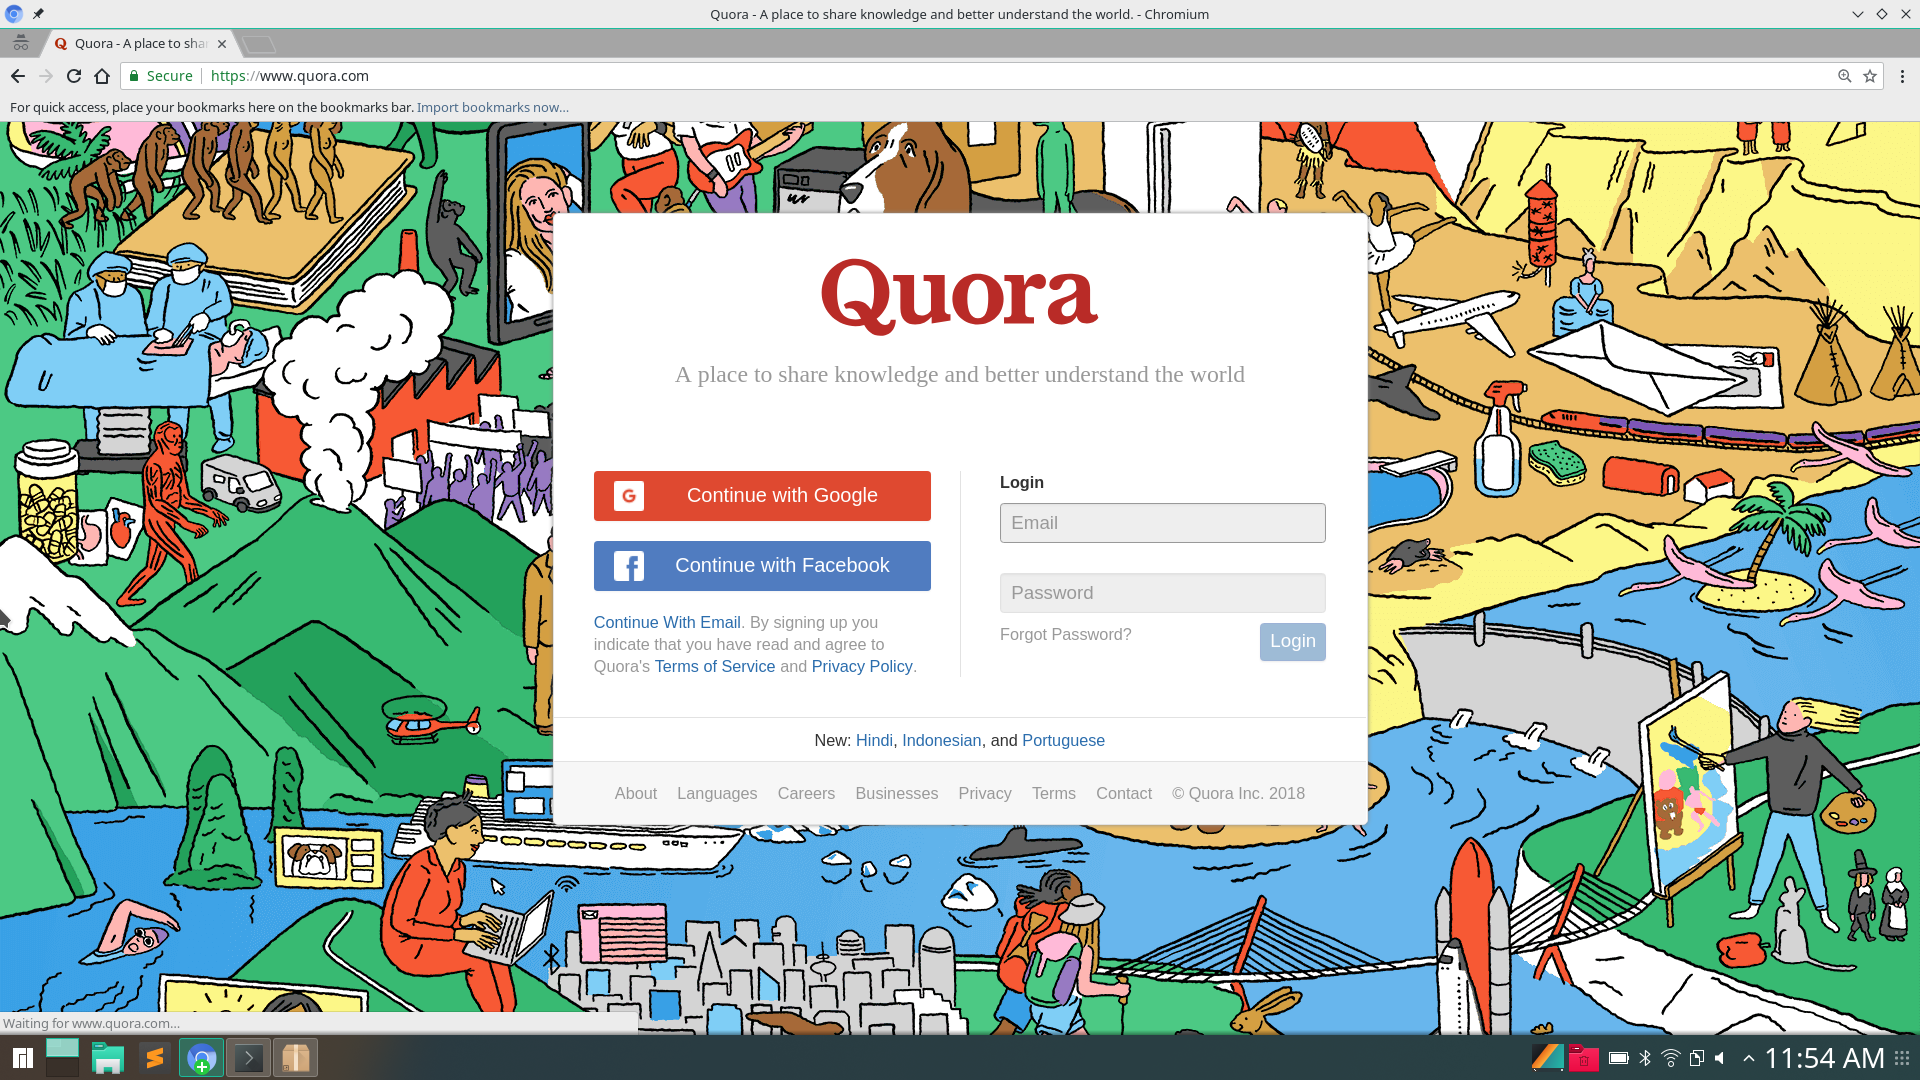 Quora - A place to share knowledge and better understand the world. - Chromium
Quora - A place to shar
Secure https://www.quora.com
For quick access, place your bookmarks here on the bookmarks bar. Import bookmarks now...
Quora
A place to share knowledge and better understand the world
Continue with Google
Continue with Facebook
Continue With Email. By signing up you
indicate that you have read and agree to
Quora's Terms of Service and Privacy Policy.
Login
Email
Password
Forgot Password?
Login
New: Hindi, Indonesian, and Portuguese
About Languages Careers Businesses Privacy Terms Contact © Quora Inc. 2018
Waiting for www.quora.com...
11:54 AM